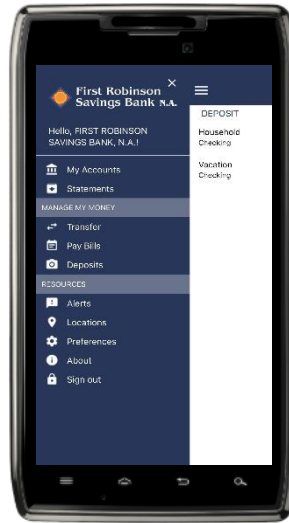 First Robinson
Savings Bank N.A.
×
Hello, FIRST ROBINSON
SAVINGS BANK, N.A.!
My Accounts
Statements
MANAGE MY MONEY
Transfer
Pay Bills
Deposits
RESOURCES
Alerts
Locations
Preferences
About
Sign out
DEPOSIT
Household
Checking
Vacation
Checking